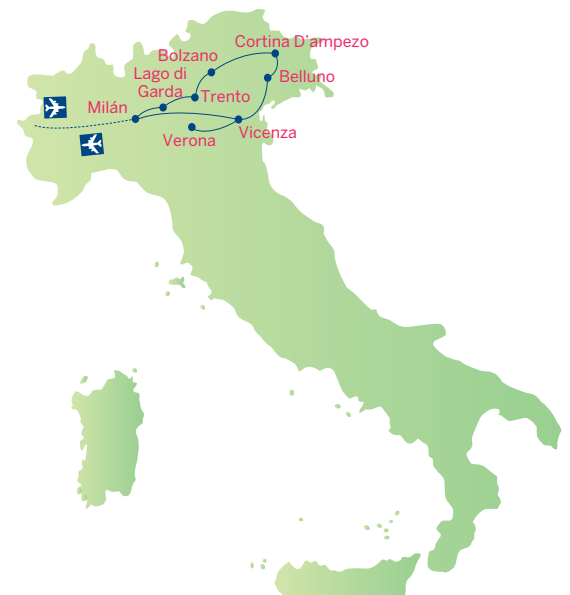 Cortina D'ampezo
Bolzano
Lago di
Garda
Belluno
Trento
Milán
Verona
Vicenza